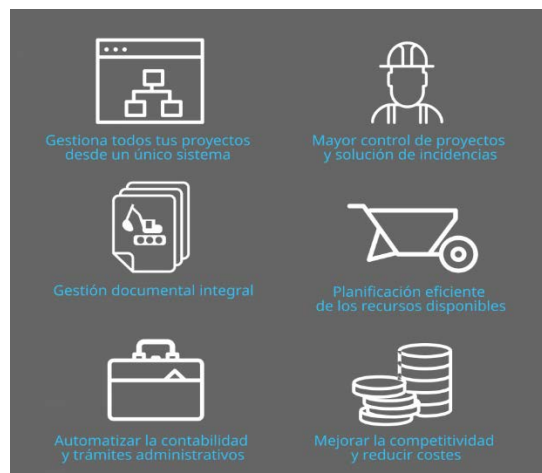 Gestiona todos tus proyectos
desde un único sistema
Mayor control de proyectos
y solución de incidencias
Gestión documental integral
Planificación eficiente
de los recursos disponibles
Automatizar la contabilidad
y trámites administrativos
Mejorar la competitividad
y reducir costes